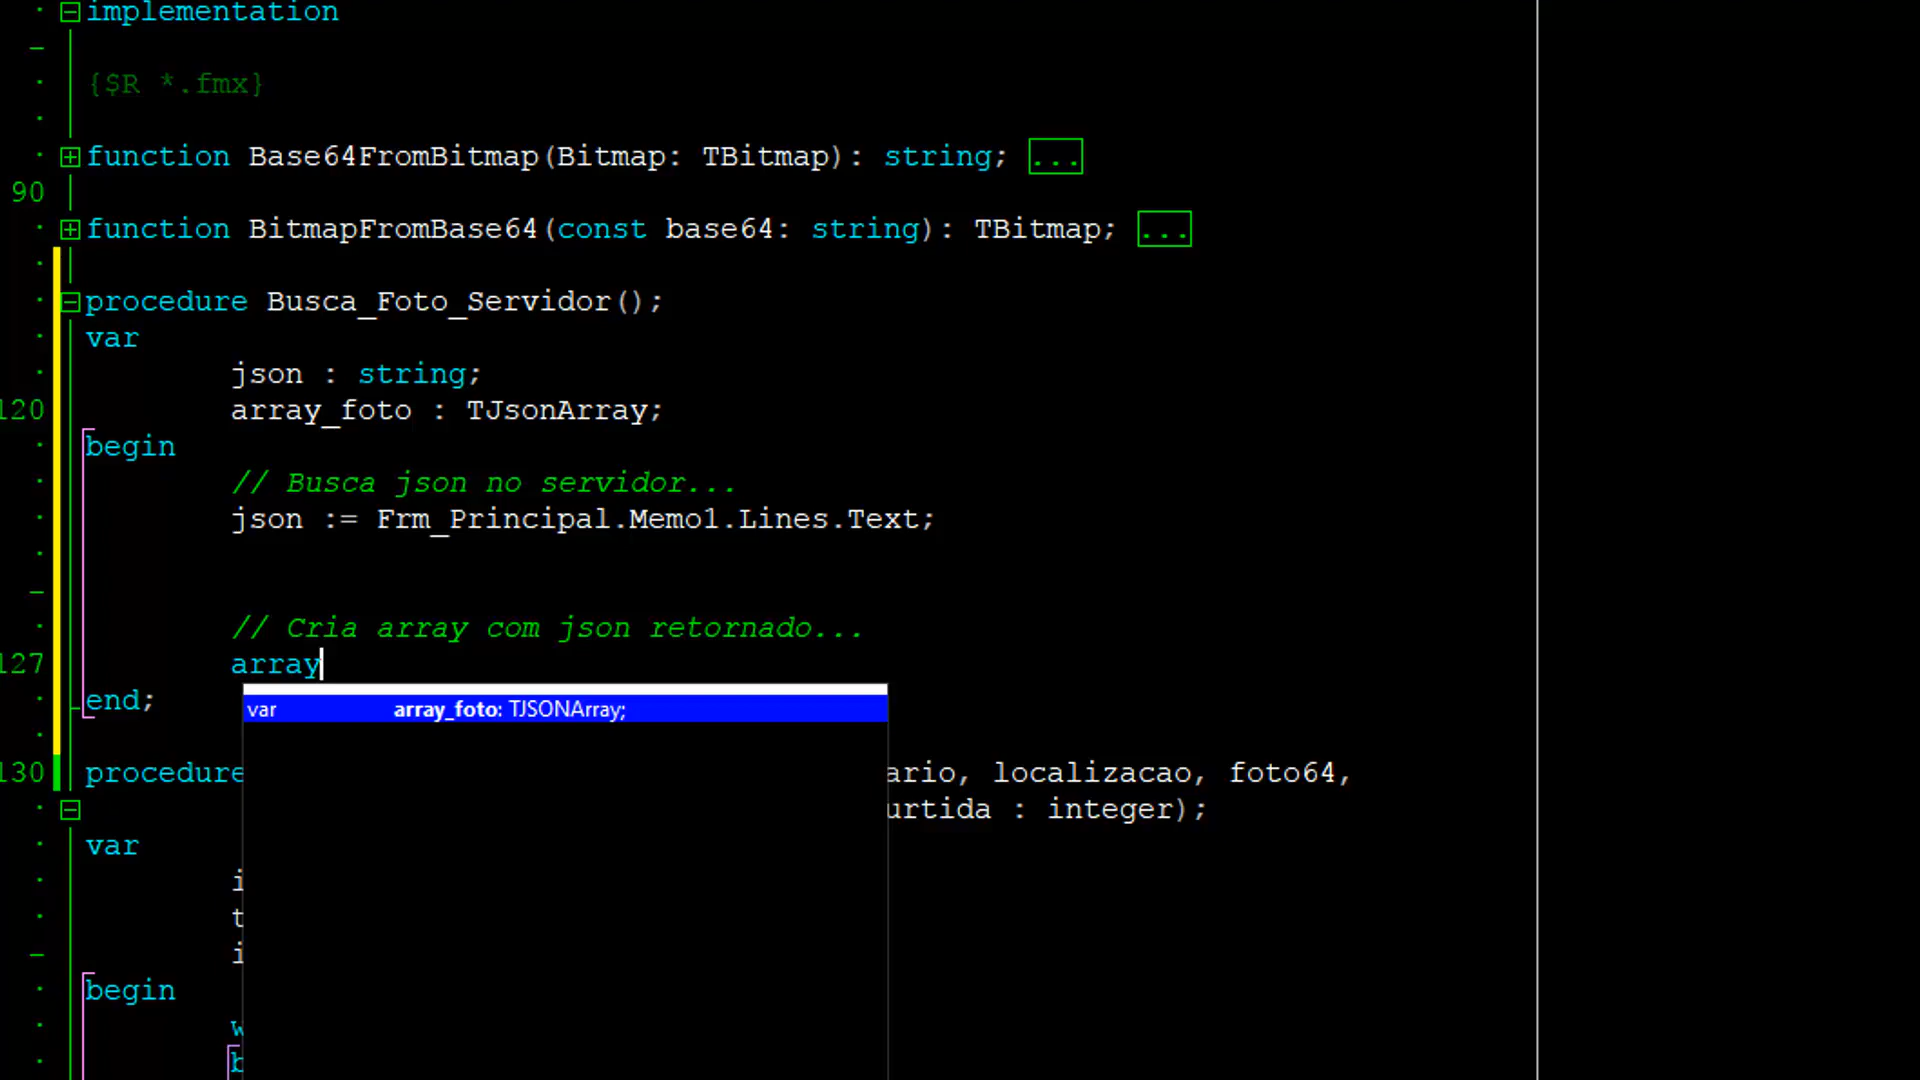 implementation
{$R *.fmx}
function Base64FromBitmap(Bitmap: TBitmap): string; ...
90
function BitmapFromBase64(const base64: string): TBitmap; ...
procedure Busca_Foto_Servidor();
var
json : string;
120 array_foto : TJsonArray;
begin
// Busca json no servidor...
json := Frm_Principal.Memo1.Lines.Text;
// Cria array com json retornado...
127 array
end;
var array_foto: TJSONArray;
130 procedure ario, localizacao, foto64,
urtida : integer);
var
i
t
i
begin
w
b